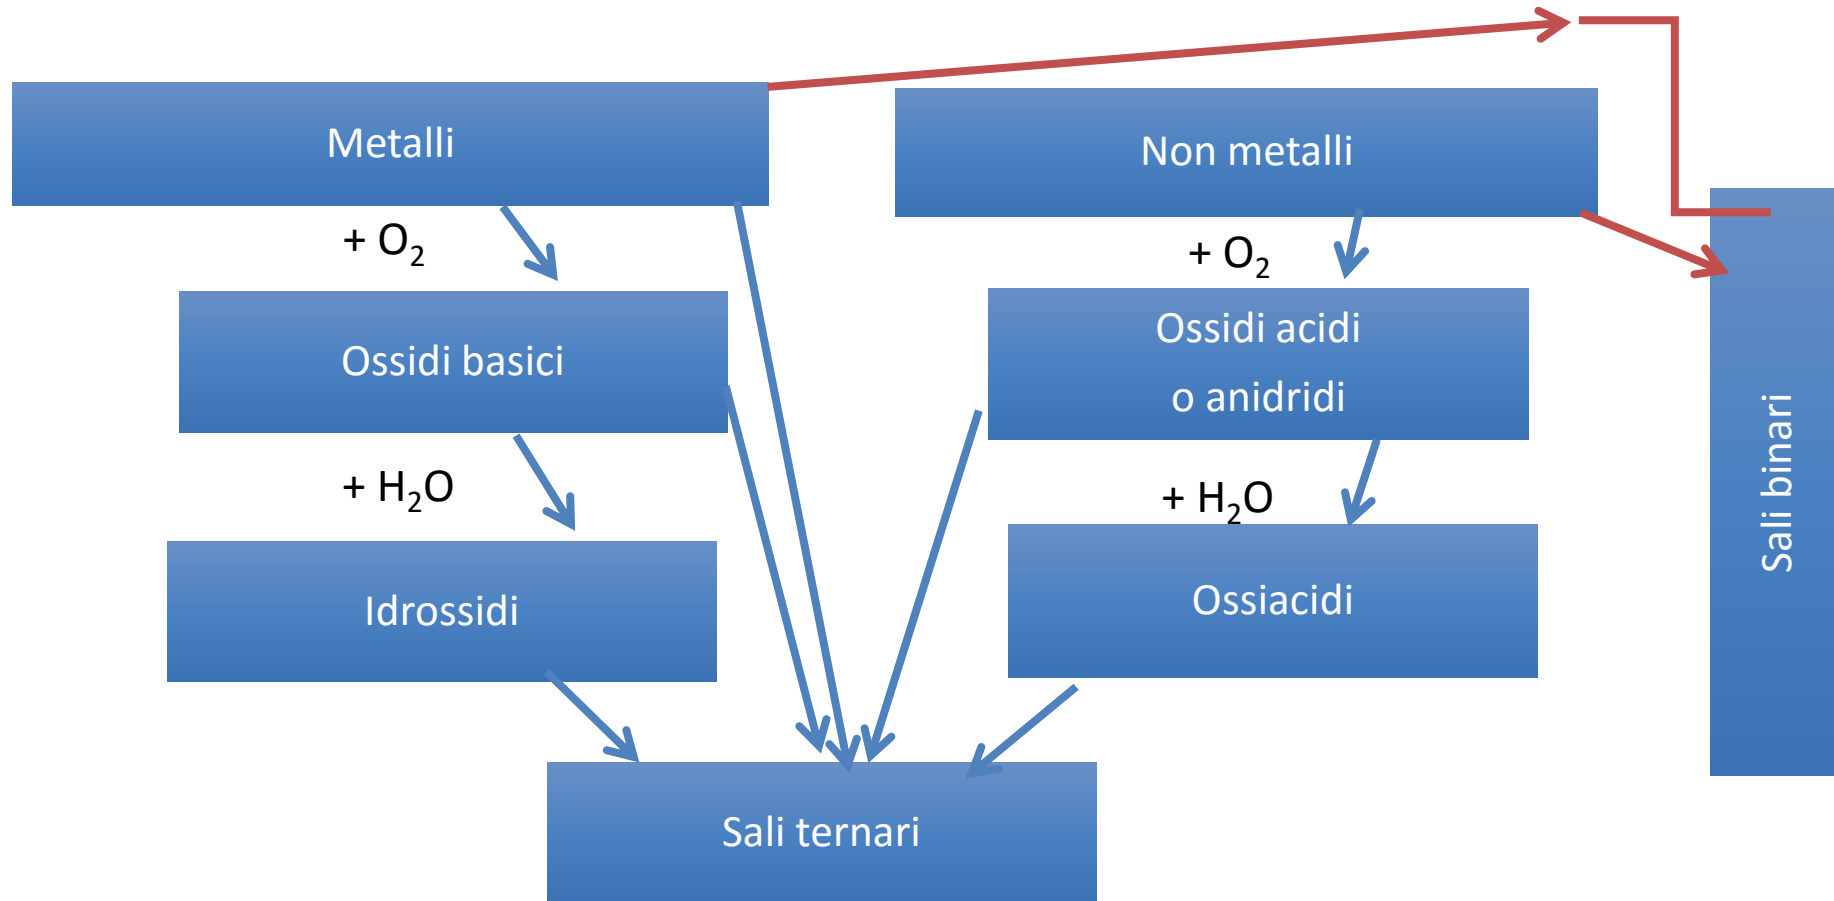 Metalli
Non metalli
+ O₂
+ O₂
Ossidi basici
Ossidi acidi
o anidridi
+ H₂O
+ H₂O
Idrossidi
Ossiacidi
Sali ternari
Sali binari